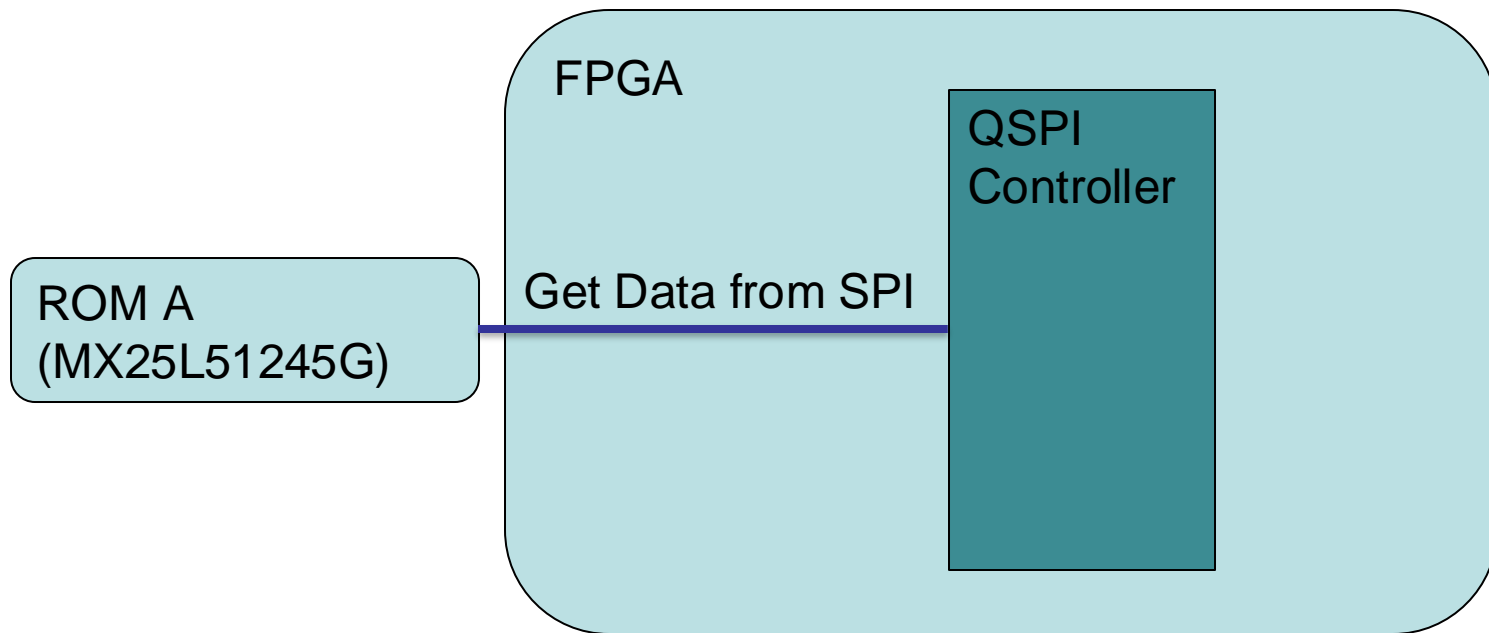 FPGA
QSPI
Controller
Get Data from SPI
ROM A
(MX25L51245G)